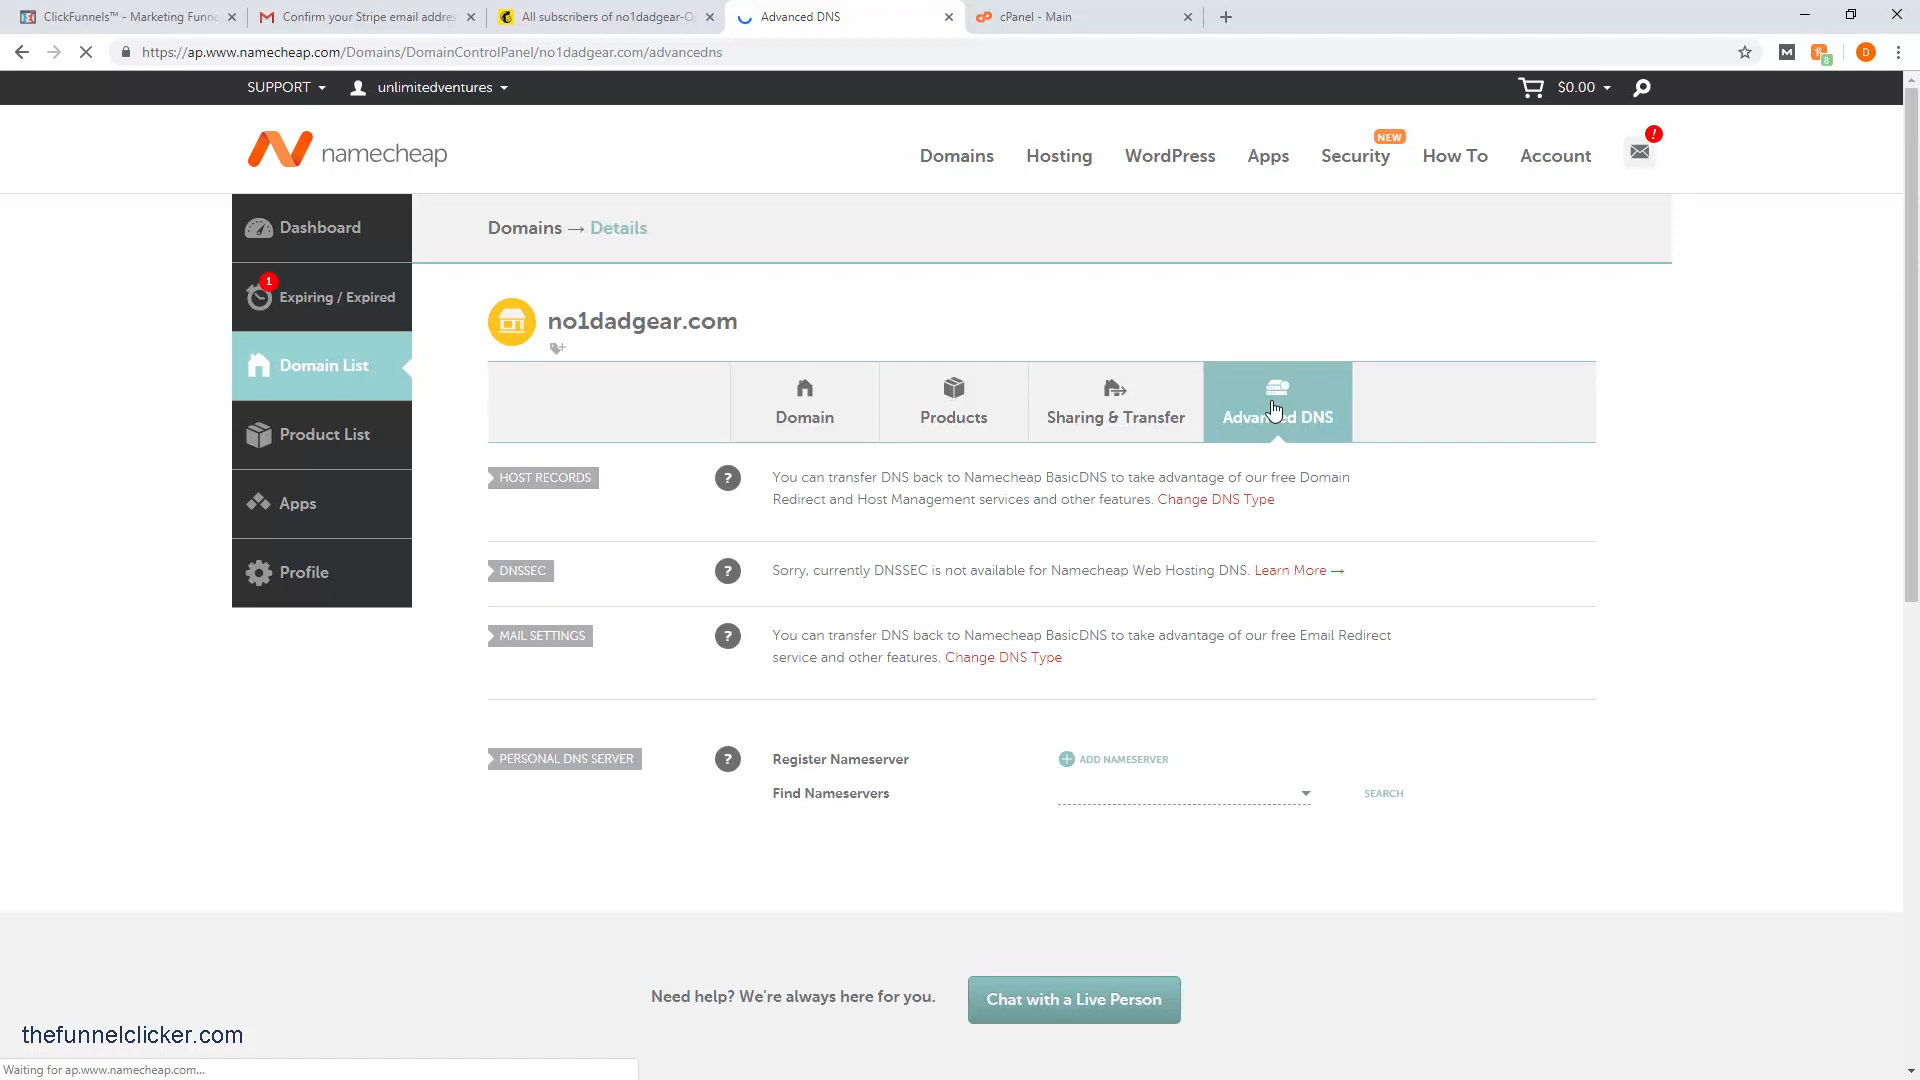 ClickFunnels™ - Marketing Funne
Confirm your Stripe email addres
All subscribers of no1dadgear-O
Advanced DNS
cPanel - Main
https://ap.www.namecheap.com/Domains/DomainControlPanel/no1dadgear.com/advancedns
M
8
D
SUPPORT
unlimitedventures
$0.00
namecheap
Domains
Hosting
WordPress
Apps
NEW
Security
How To
Account
!
Dashboard
1
Expiring / Expired
Domain List
Product List
Apps
Profile
Domains → Details
no1dadgear.com
Domain
Products
Sharing & Transfer
Advanced DNS
HOST RECORDS
?
You can transfer DNS back to Namecheap BasicDNS to take advantage of our free Domain
Redirect and Host Management services and other features. Change DNS Type
DNSSEC
?
Sorry, currently DNSSEC is not available for Namecheap Web Hosting DNS. Learn More →
MAIL SETTINGS
?
You can transfer DNS back to Namecheap BasicDNS to take advantage of our free Email Redirect
service and other features. Change DNS Type
PERSONAL DNS SERVER
?
Register Nameserver
ADD NAMESERVER
Find Nameservers
SEARCH
Need help? We're always here for you.
Chat with a Live Person
thefunnelclicker.com
Waiting for ap.www.namecheap.com...